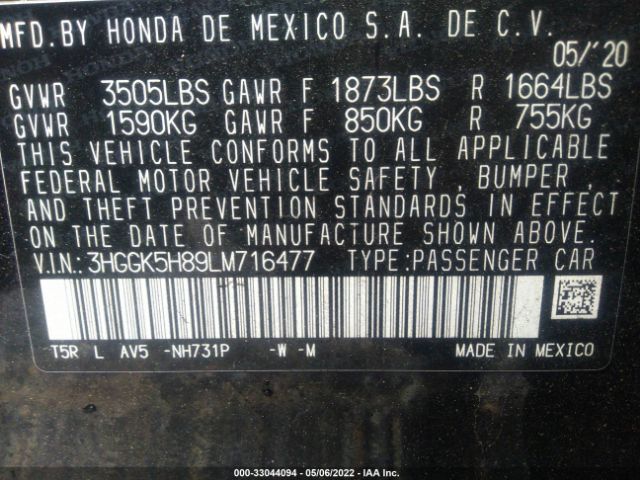 MFD. BY HONDA DE MEXICO S.A. DE C.V.
05/'20
GVWR 3505LBS GAWR F 1873LBS R 1664LBS
GVWR 1590KG GAWR F 850KG R 755KG
THIS VEHICLE CONFORMS TO ALL APPLICABLE
FEDERAL MOTOR VEHICLE SAFETY , BUMPER ,
AND THEFT PREVENTION STANDARDS IN EFFECT
ON THE DATE OF MANUFACTURE SHOWN ABOVE.
V.I.N.: 3HGGK5H89LM716477 TYPE:PASSENGER CAR
T5R L AV5 -NH731P -W -M MADE IN MEXICO
000-33044094 - 05/06/2022 - IAA Inc.